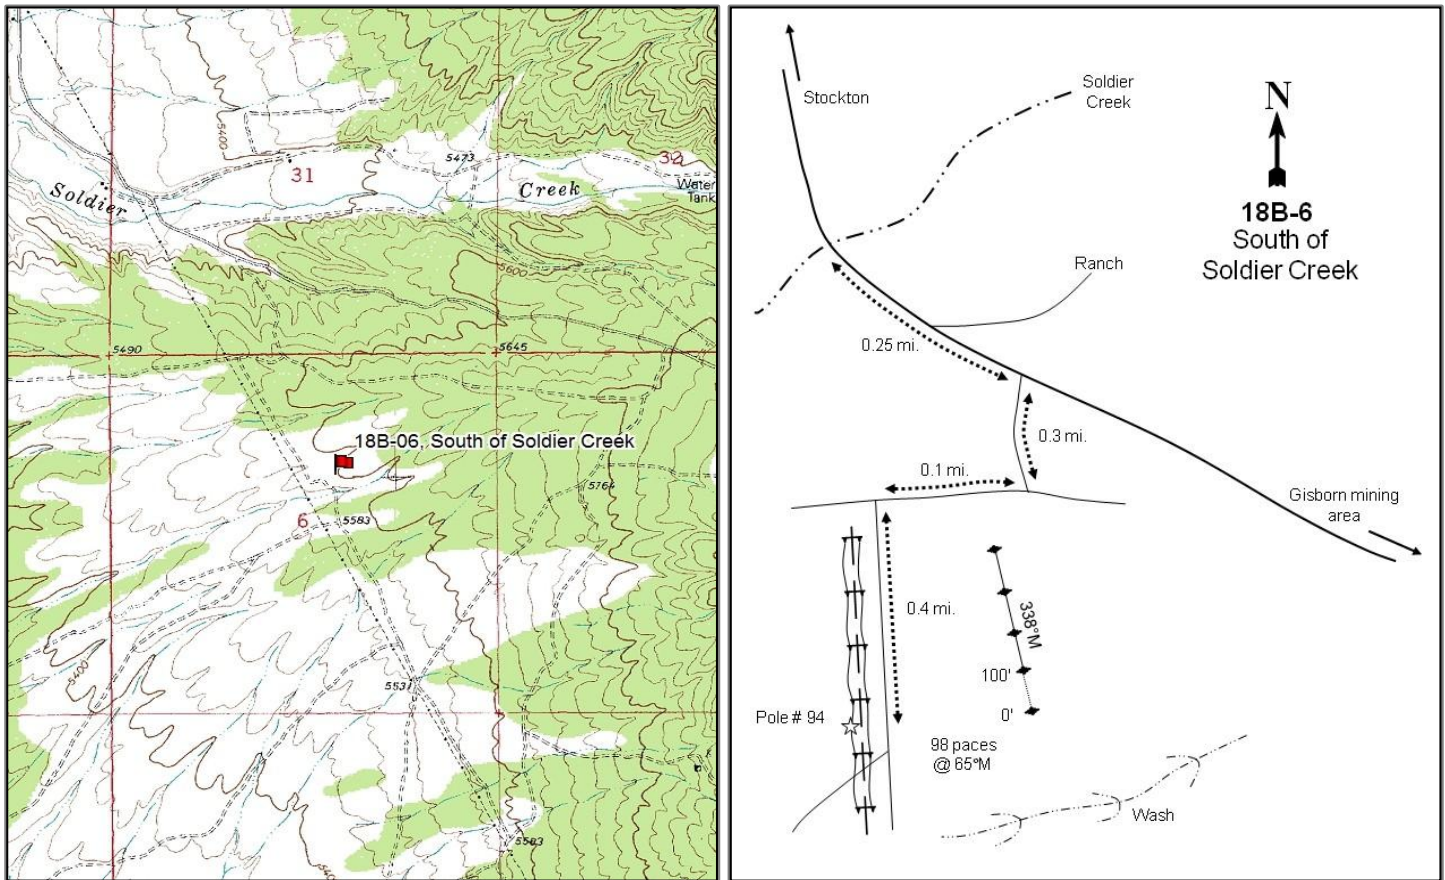 5400
31
5473
32
Water
Tank
Soldier
Creek
5600
5490
5645
18B-06, South of Soldier Creek
5764
6
5583
5400
5531
5583
540
Stockton
Soldier
Creek
N
18B-6
South of
Soldier Creek
Ranch
0.25 mi.
0.3 mi.
0.1 mi.
Gisborn mining
area
0.4 mi.
338°M
100'
Pole # 94
0'
98 paces
@ 65°M
Wash